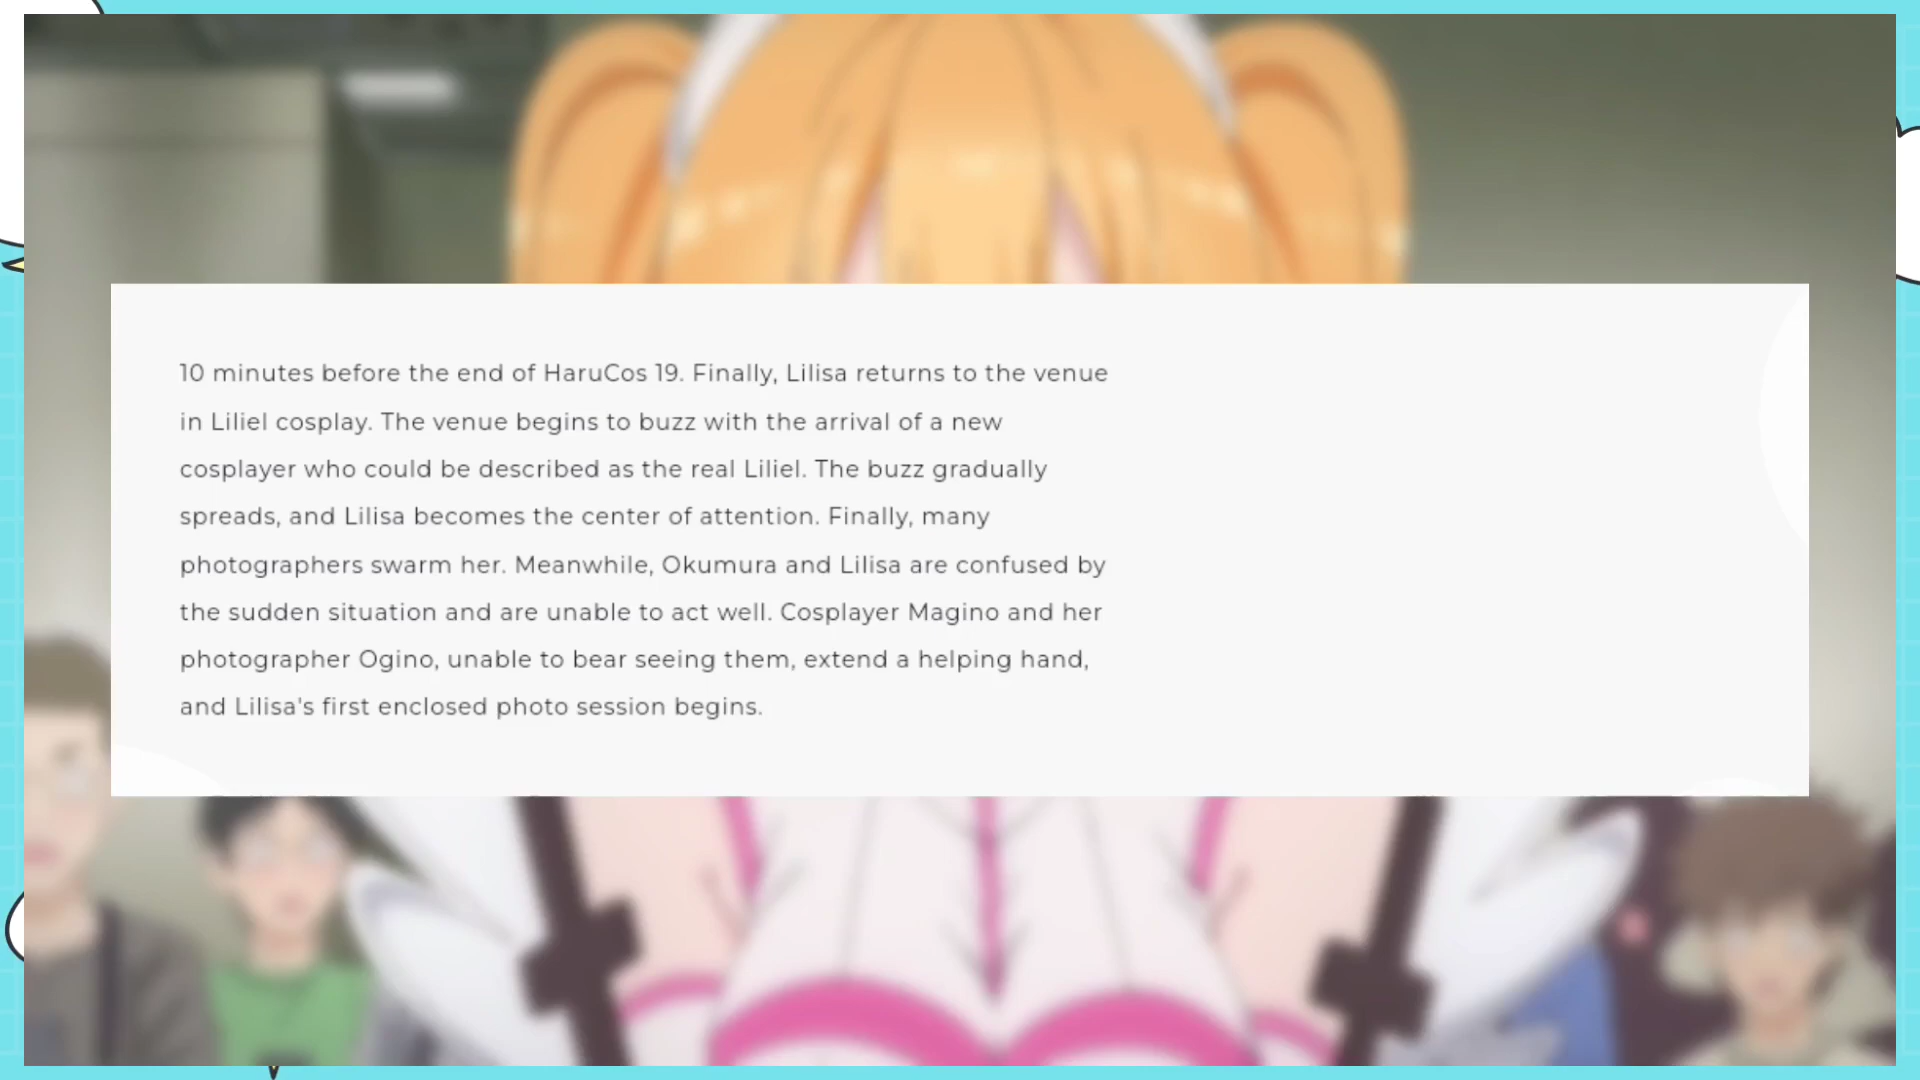 10 minutes before the end of HaruCos 19. Finally, Lilisa returns to the venue
in Liliel cosplay. The venue begins to buzz with the arrival of a new
cosplayer who could be described as the real Liliel. The buzz gradually
spreads, and Lilisa becomes the center of attention. Finally, many
photographers swarm her. Meanwhile, Okumura and Lilisa are confused by
the sudden situation and are unable to act well. Cosplayer Magino and her
photographer Ogino, unable to bear seeing them, extend a helping hand,
and Lilisa's first enclosed photo session begins.